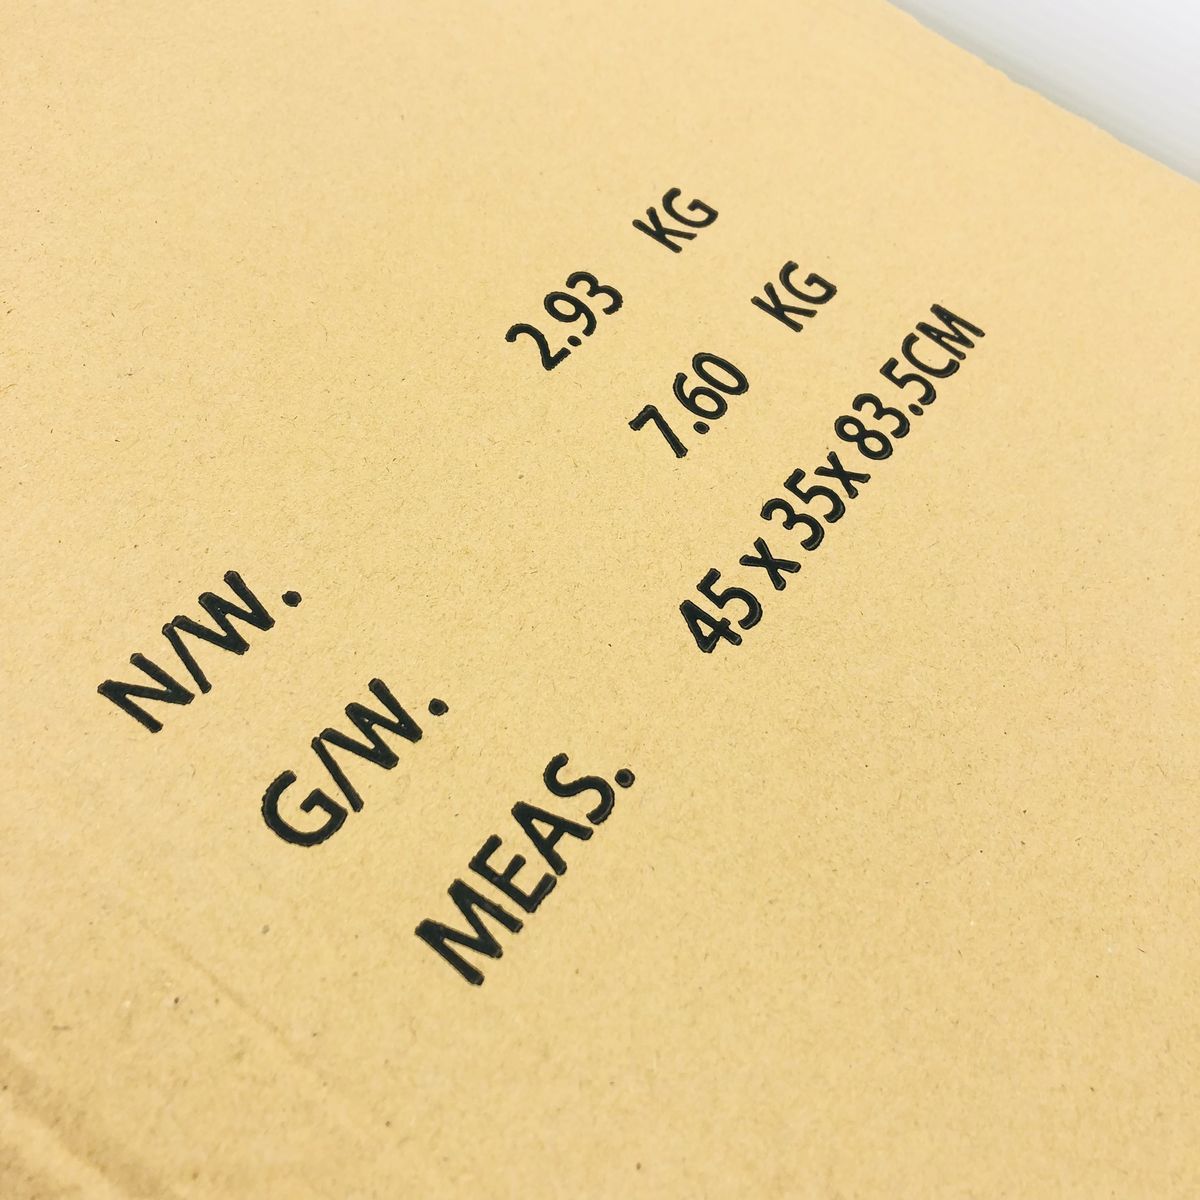 N/W. 2.93 KG
G/W. 7.60 KG
MEAS. 45 x 35x 83.5CM